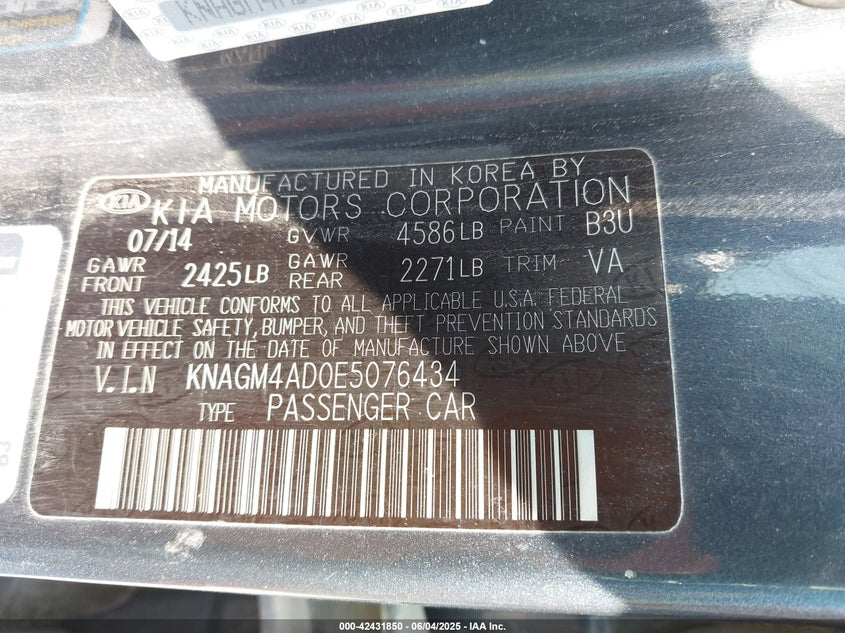 MANUFACTURED IN KOREA BY
KIA KIA MOTORS CORPORATION
07/14 GVWR 4586LB PAINT B3U
GAWR FRONT 2425LB GAWR REAR 2271LB TRIM VA
THIS VEHICLE CONFORMS TO ALL APPLICABLE U.S.A. FEDERAL
MOTOR VEHICLE SAFETY, BUMPER, AND THEFT PREVENTION STANDARDS
IN EFFECT ON THE DATE OF MANUFACTURE SHOWN ABOVE
V.I.N KNAGM4AD0E5076434
TYPE PASSENGER CAR
000-42431850 - 06/04/2025 - IAA Inc.